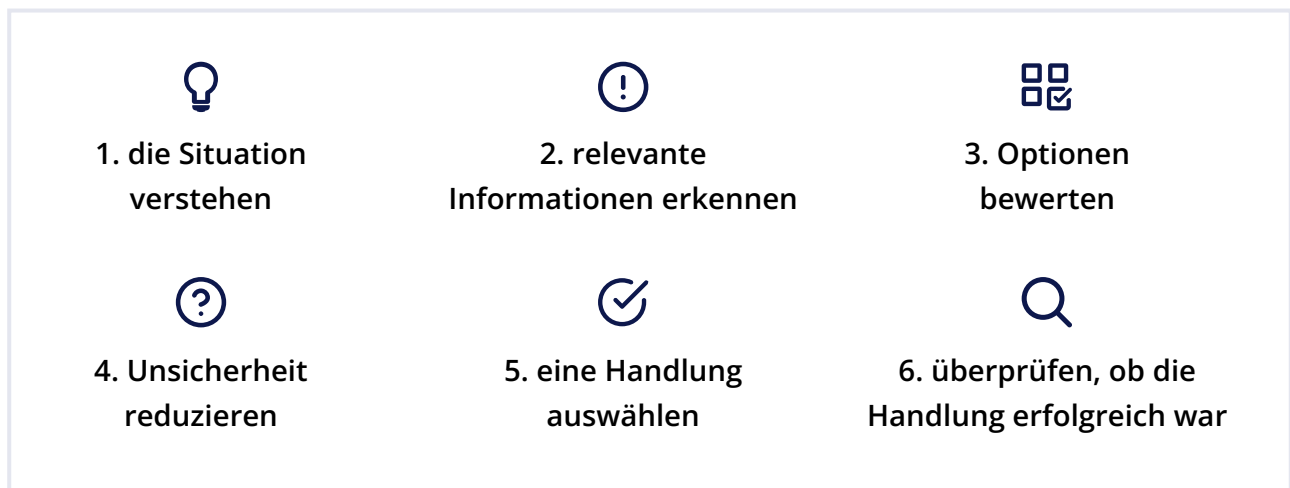 1. die Situation
verstehen
2. relevante
Informationen erkennen
3. Optionen
bewerten
4. Unsicherheit
reduzieren
5. eine Handlung
auswählen
6. überprüfen, ob die
Handlung erfolgreich war